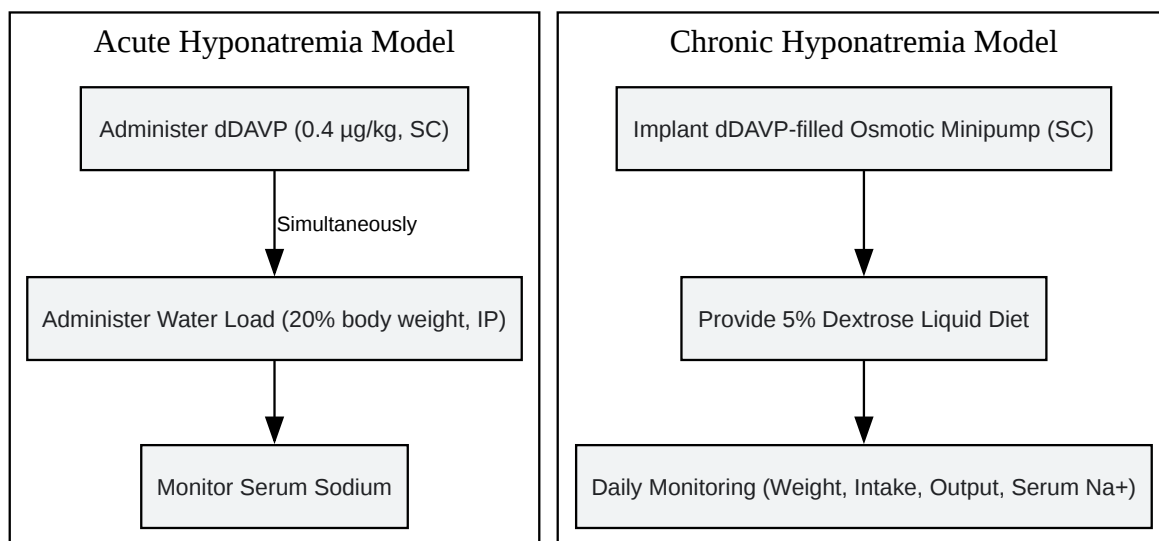 Acute Hyponatremia Model
Administer dDAVP (0.4 µg/kg, SC)
Simultaneously
Administer Water Load (20% body weight, IP)
Monitor Serum Sodium
Chronic Hyponatremia Model
Implant dDAVP-filled Osmotic Minipump (SC)
Provide 5% Dextrose Liquid Diet
Daily Monitoring (Weight, Intake, Output, Serum Na+)